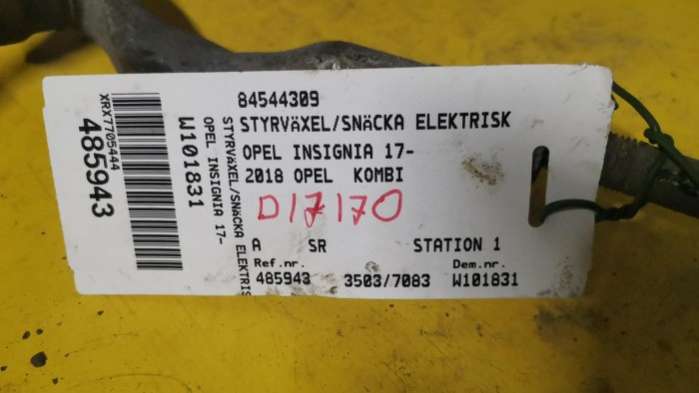 XRX7705444
485943
W101831
OPEL INSIGNIA 17-
STYRVÄXEL/SNÄCKA ELEKTRIS
84544309
STYRVÄXEL/SNÄCKA ELEKTRISK
OPEL INSIGNIA 17-
2018 OPEL KOMBI
D17170
A SR STATION 1
Ref.nr. Dem.nr.
485943 3503/7083 W101831